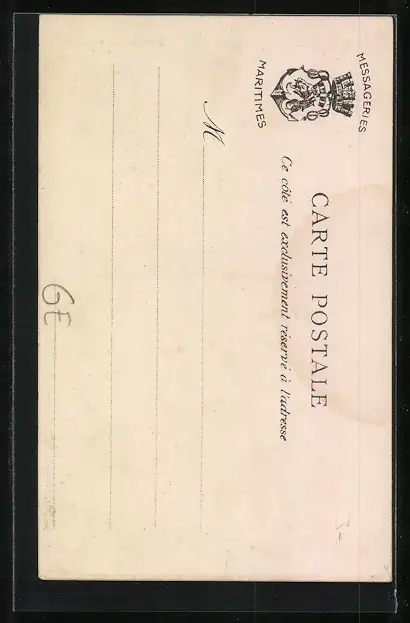 MESSAGERIES
MARITIMES
CARTE POSTALE
Ce côté est exclusivement réservé à l'adresse
M
6E